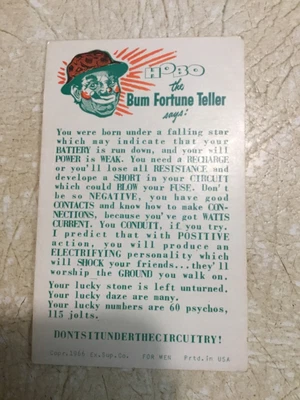 HOBO
the
Bum Fortune Teller
says:
You were born under a falling star
which may indicate that your
BATTERY is run down, and your will
POWER is WEAK. You need a RECHARGE
or you'll lose all RESISTANCE and
develope a SHORT in your CIRCUIT
which could BLOW your FUSE. Don't
be so NEGATIVE, you have good
CONTACTS and know how to make CON-
NECTIONS, because you've got WATTS
CURRENT. You CONDUIT, if you try.
I predict that with POSITIVE
action, you will produce an
ELECTRIFYING personality which
will SHOCK your friends...they'll
worship the GROUND you walk on.
Your lucky stone is left unturned.
Your lucky daze are many.
Your lucky numbers are 60 psychos,
115 jolts.
DONTSITUNDERTHECIRCUITRY!
Ex.Sup.Co. FOR WEN Prtd.in USA